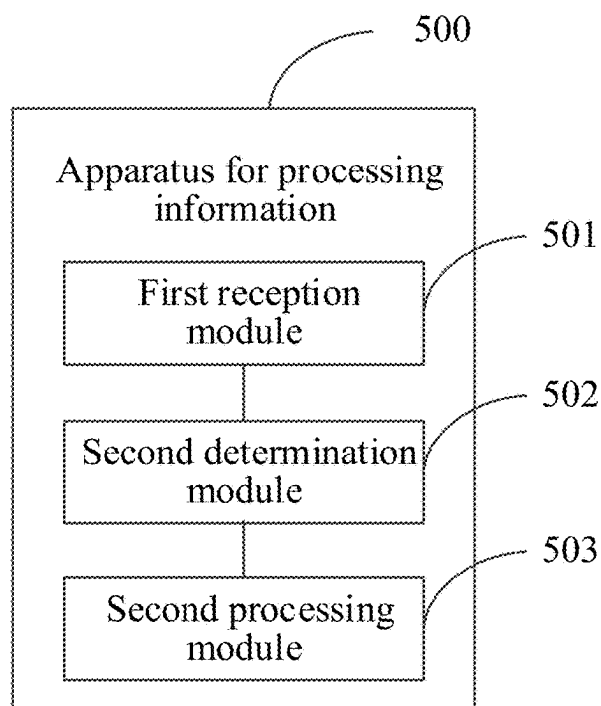 500
Apparatus for processing
information
501
First reception
module
502
Second determination
module
503
Second processing
module